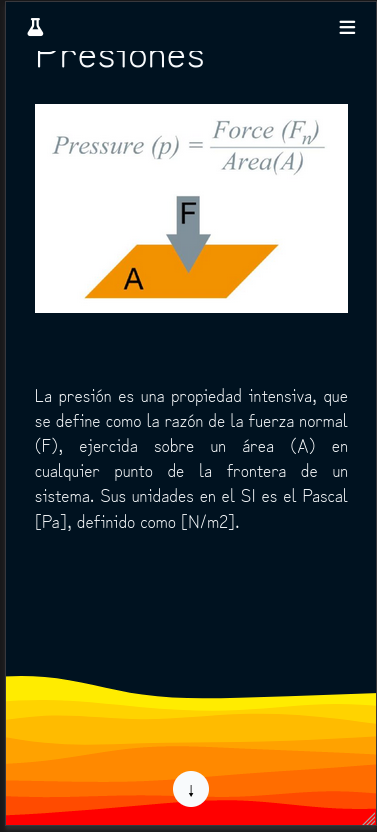 Presiones
Pressure (p) = Force (Fn) / Area(A)
F
A
La presión es una propiedad intensiva, que
se define como la razón de la fuerza normal
(F), ejercida sobre un área (A) en
cualquier punto de la frontera de un
sistema. Sus unidades en el SI es el Pascal
[Pa], definido como [N/m2].
↓